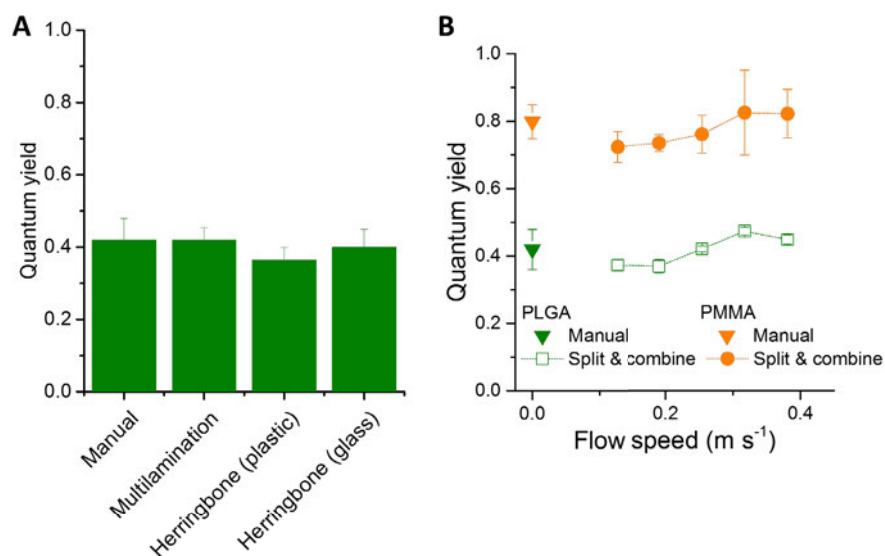 A
Quantum yield
1.0
0.8
0.6
0.4
0.2
0.0
Manual
Multilamination
Herringbone (plastic)
Herringbone (glass)
B
Quantum yield
1.0
0.8
0.6
0.4
0.2
0.0
PLGA
PMMA
Manual
Manual
Split & combine
Split & combine
0.0
0.2
0.4
Flow speed (m s⁻¹)